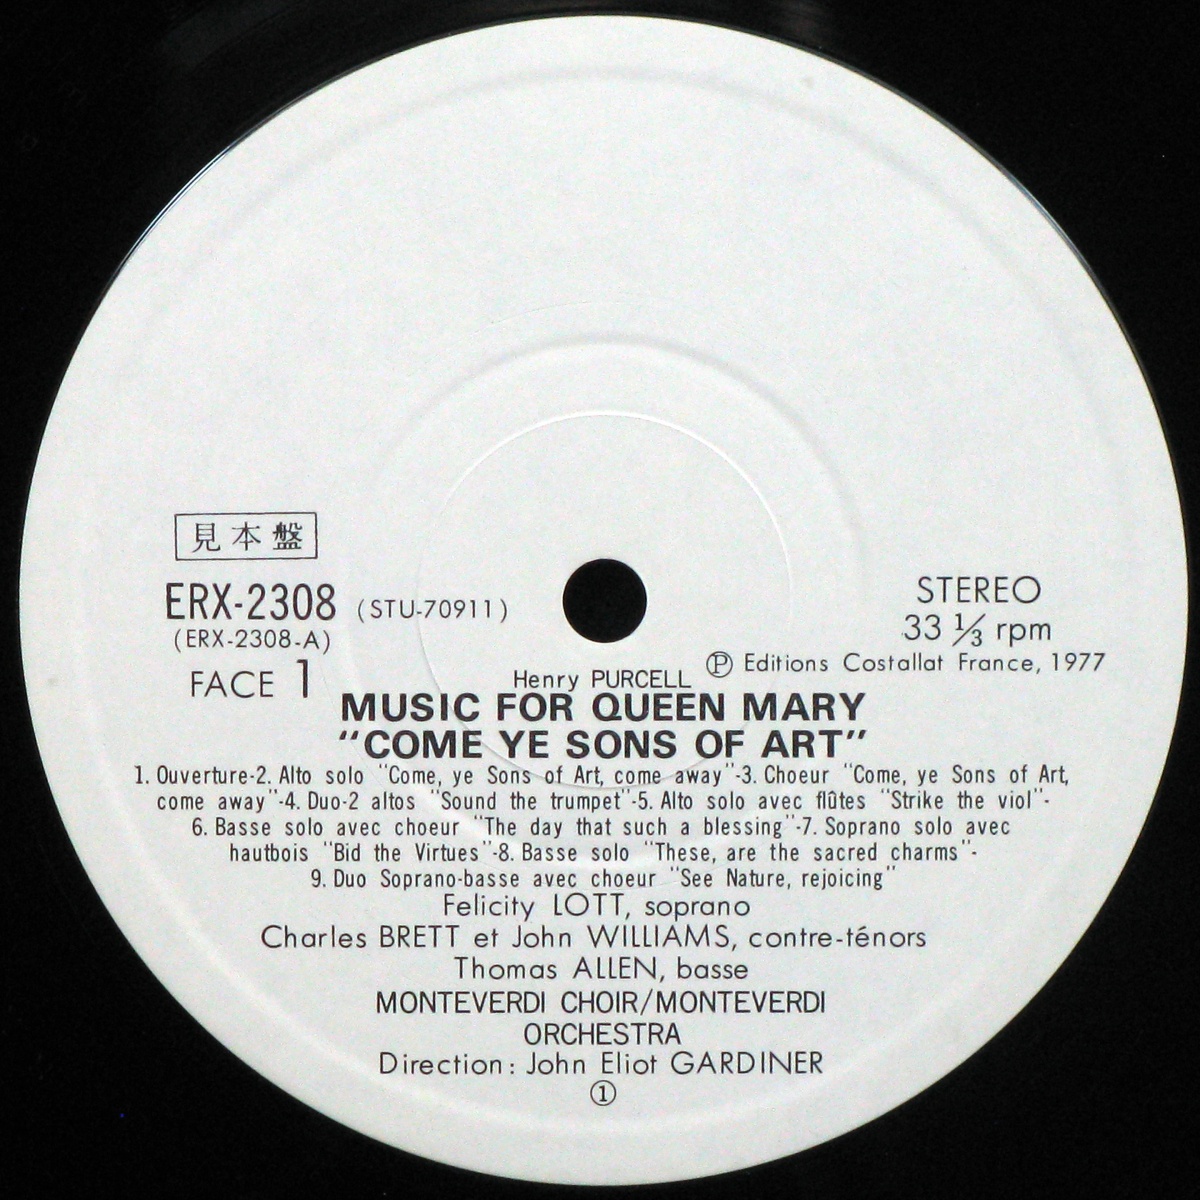 見本盤
ERX-2308 (STU-70911)
(ERX-2308-A)
FACE 1
STEREO
33 ⅓ rpm
Ⓟ Editions Costallat France, 1977
Henry PURCELL
MUSIC FOR QUEEN MARY
"COME YE SONS OF ART"
1. Ouverture-2. Alto solo "Come, ye Sons of Art, come away"-3. Choeur "Come, ye Sons of Art,
come away"-4. Duo-2 altos "Sound the trumpet"-5. Alto solo avec flûtes "Strike the viol"-
6. Basse solo avec choeur "The day that such a blessing"-7. Soprano solo avec
hautbois "Bid the Virtues"-8. Basse solo "These, are the sacred charms"-
9. Duo Soprano-basse avec choeur "See Nature, rejoicing"
Felicity LOTT, soprano
Charles BRETT et John WILLIAMS, contre-ténors
Thomas ALLEN, basse
MONTEVERDI CHOIR/MONTEVERDI
ORCHESTRA
Direction: John Eliot GARDINER
①